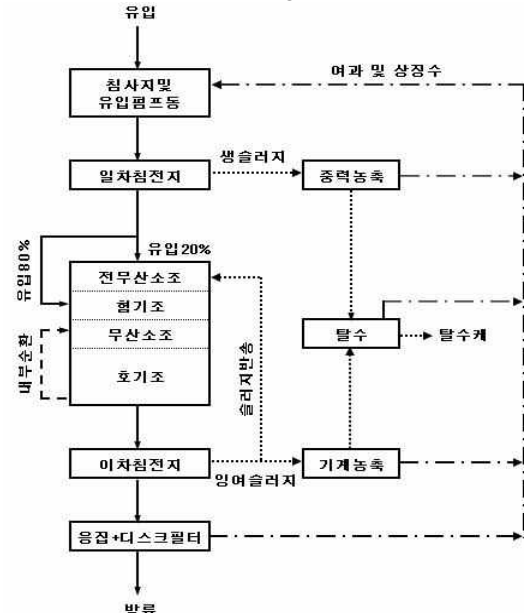 유입
여과 및 상징수
침사지및
유입펌프동
생슬러지
일차침전지
중력농축
유입80%
유입20%
전무산소조
혐기조
무산소조
호기조
내부순환
슬러지반송
탈수
탈수케
이차침전지
잉여슬러지
기계농축
응집+디스크필터
방류